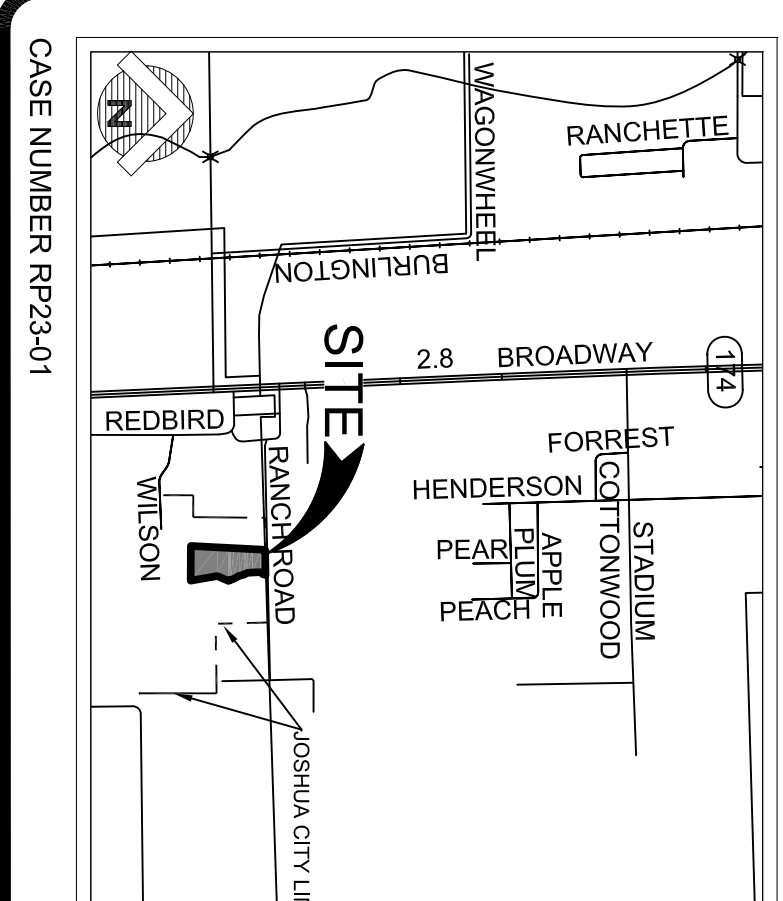 CASE NUMBER RP23-01
N
WAGONWHEEL
RANCHETTE
BURLINGTON
SITE
2.8
BROADWAY
174
REDBIRD
WILSON
RANCH ROAD
FORREST
HENDERSON
COTTONWOOD
STADIUM
PEAR
PLUM
APPLE
PEACH
JOSHUA CITY